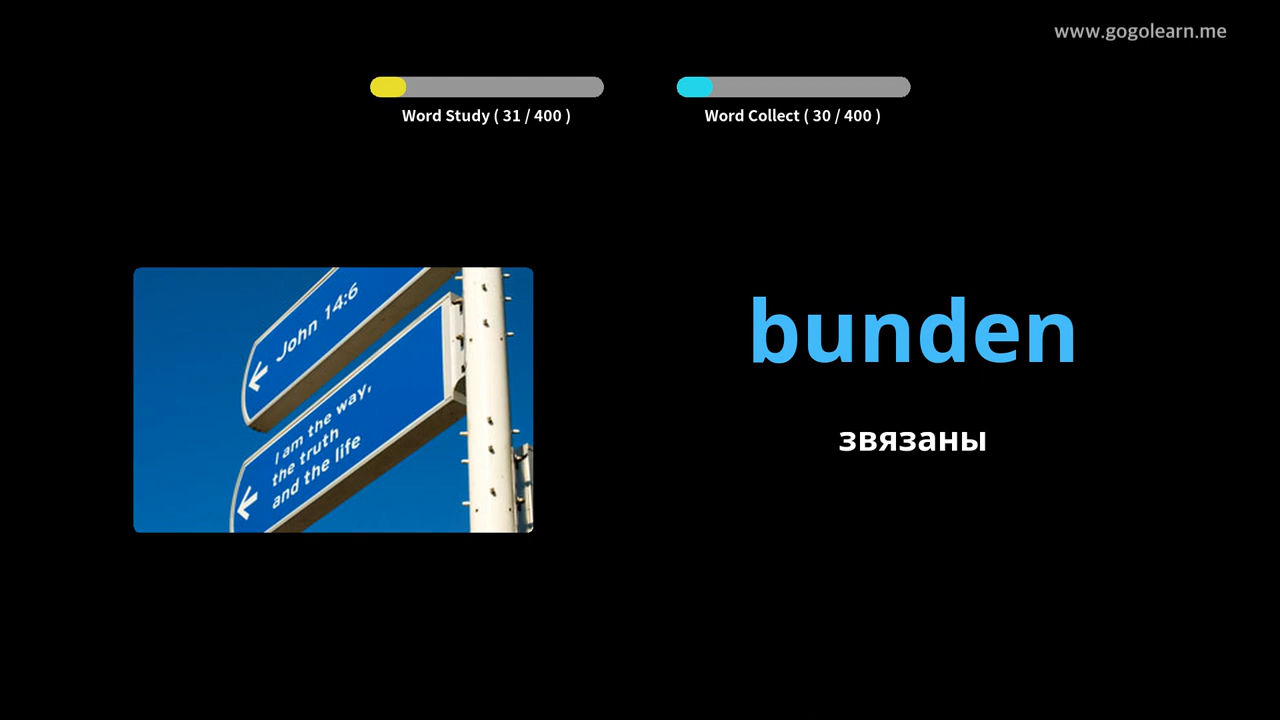 www.gogolearn.me
Word Study ( 31 / 400 )
Word Collect ( 30 / 400 )
John 14:6
I am the way,
the truth
and the life
bunden
звязаны